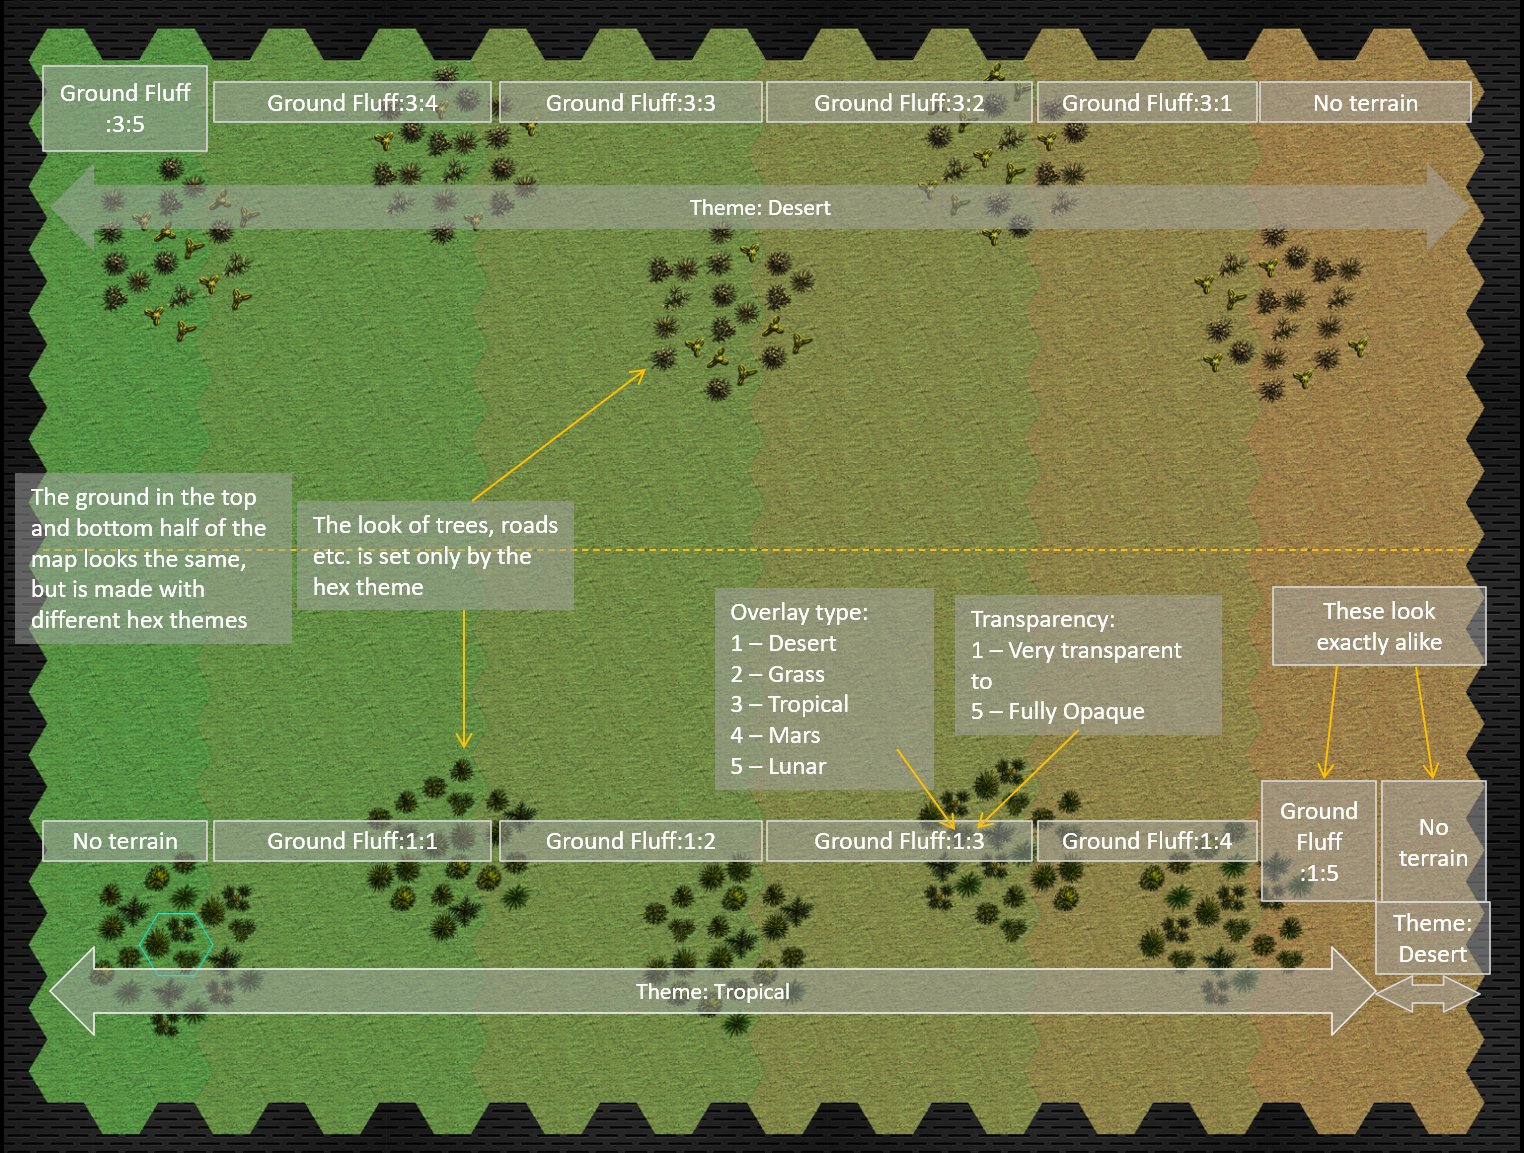 Ground Fluff
:3:5
Ground Fluff:3:4
Ground Fluff:3:3
Ground Fluff:3:2
Ground Fluff:3:1
No terrain
Theme: Desert
The ground in the top
and bottom half of the
map looks the same,
but is made with
different hex themes
The look of trees, roads
etc. is set only by the
hex theme
Overlay type:
1 – Desert
2 – Grass
3 – Tropical
4 – Mars
5 – Lunar
Transparency:
1 – Very transparent
to
5 – Fully Opaque
These look
exactly alike
No terrain
Ground Fluff:1:1
Ground Fluff:1:2
Ground Fluff:1:3
Ground Fluff:1:4
Ground
Fluff
:1:5
No
terrain
Theme:
Desert
Theme: Tropical